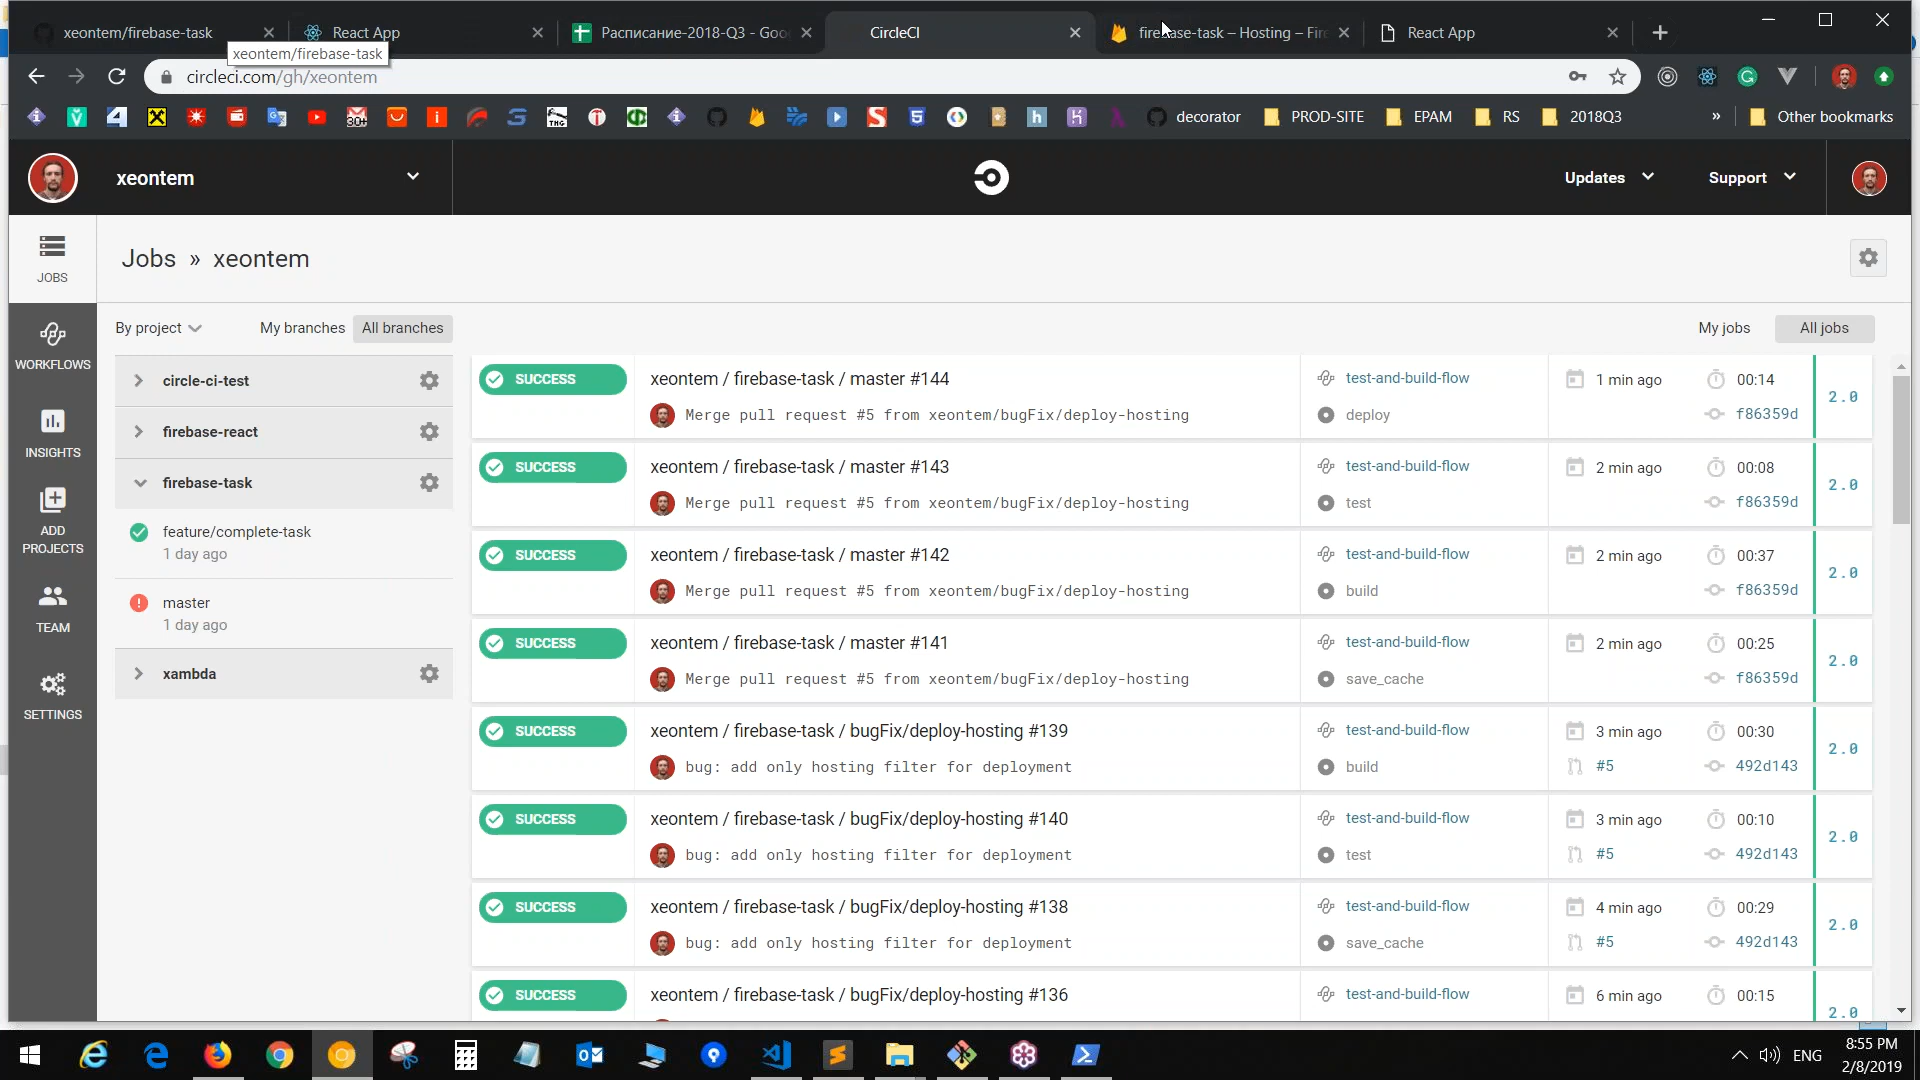 xeontem/firebase-task
React App
Расписание-2018-Q3 - Goo
CircleCI
firebase-task – Hosting – Fire
React App
xeontem/firebase-task
circleci.com/gh/xeontem
30+
THG
decorator
PROD-SITE
EPAM
RS
2018Q3
»
Other bookmarks
xeontem
Updates
Support
JOBS
Jobs » xeontem
WORKFLOWS
INSIGHTS
ADD
PROJECTS
TEAM
SETTINGS
By project
My branches
All branches
My jobs
All jobs
circle-ci-test
firebase-react
firebase-task
feature/complete-task
1 day ago
master
1 day ago
xambda
SUCCESS
xeontem / firebase-task / master #144
test-and-build-flow
1 min ago
00:14
2.0
Merge pull request #5 from xeontem/bugFix/deploy-hosting
deploy
f86359d
SUCCESS
xeontem / firebase-task / master #143
test-and-build-flow
2 min ago
00:08
2.0
Merge pull request #5 from xeontem/bugFix/deploy-hosting
test
f86359d
SUCCESS
xeontem / firebase-task / master #142
test-and-build-flow
2 min ago
00:37
2.0
Merge pull request #5 from xeontem/bugFix/deploy-hosting
build
f86359d
SUCCESS
xeontem / firebase-task / master #141
test-and-build-flow
2 min ago
00:25
2.0
Merge pull request #5 from xeontem/bugFix/deploy-hosting
save_cache
f86359d
SUCCESS
xeontem / firebase-task / bugFix/deploy-hosting #139
test-and-build-flow
3 min ago
00:30
2.0
bug: add only hosting filter for deployment
build
#5
492d143
SUCCESS
xeontem / firebase-task / bugFix/deploy-hosting #140
test-and-build-flow
3 min ago
00:10
2.0
bug: add only hosting filter for deployment
test
#5
492d143
SUCCESS
xeontem / firebase-task / bugFix/deploy-hosting #138
test-and-build-flow
4 min ago
00:29
2.0
bug: add only hosting filter for deployment
save_cache
#5
492d143
SUCCESS
xeontem / firebase-task / bugFix/deploy-hosting #136
test-and-build-flow
6 min ago
00:15
2.0
ENG
8:55 PM
2/8/2019